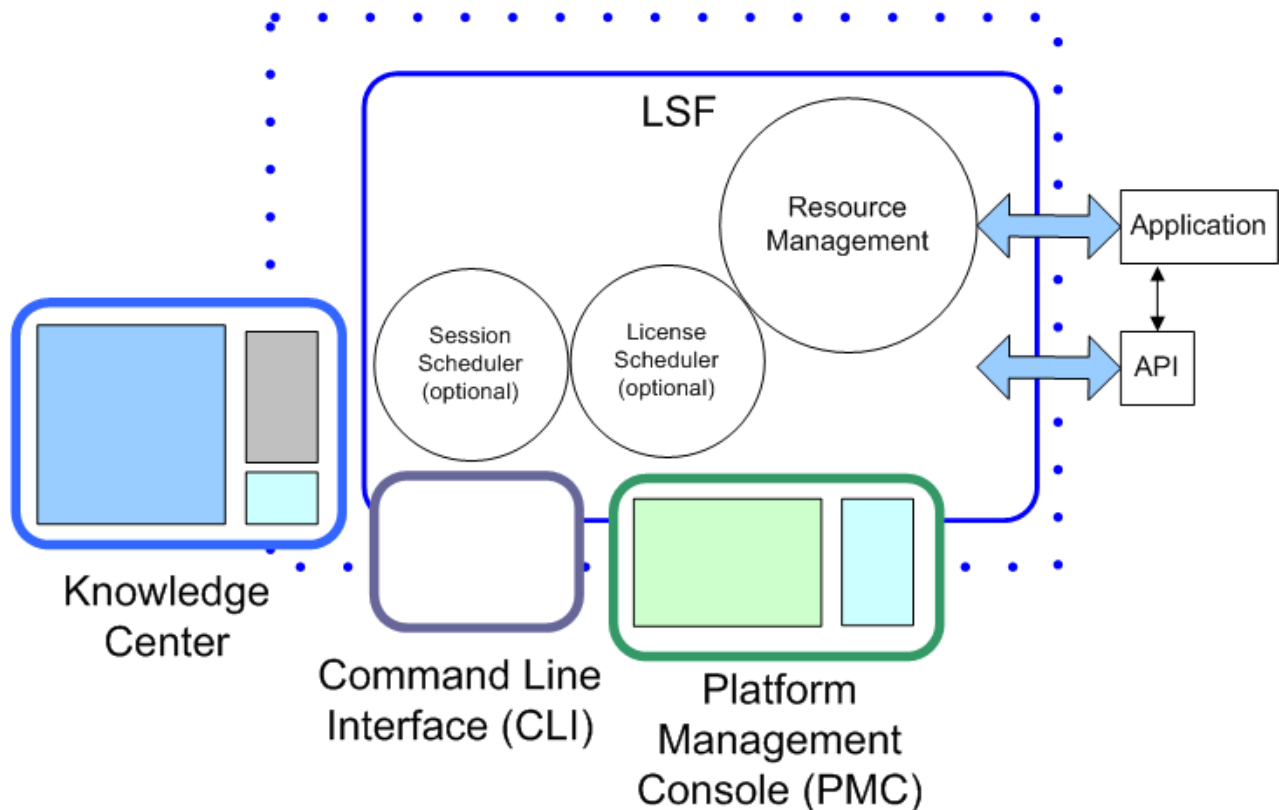 LSF
Resource
Management
Application
Session
Scheduler
(optional)
License
Scheduler
(optional)
API
Knowledge
Center
Command Line
Interface (CLI)
Platform
Management
Console (PMC)